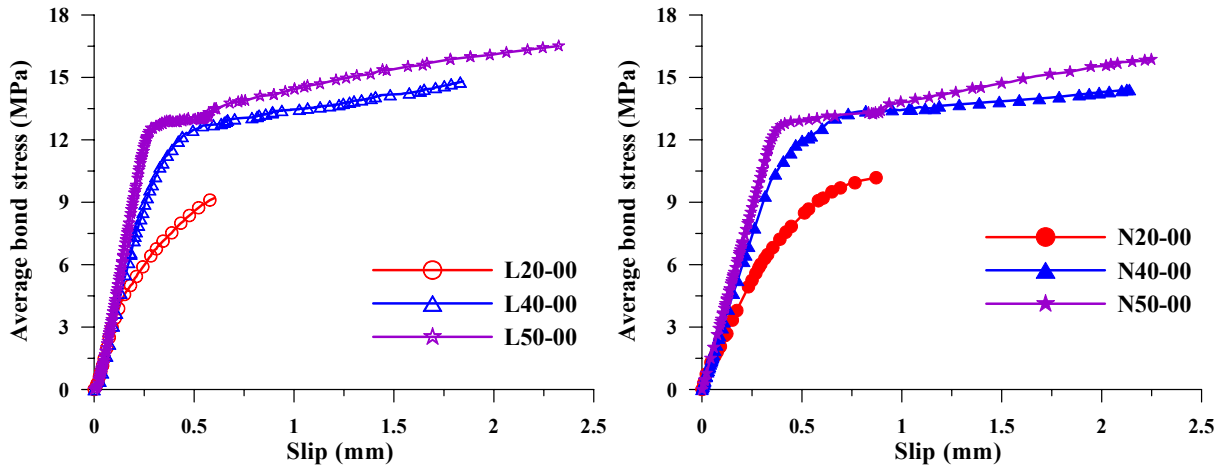 18
15
12
9
6
3
0
Average bond stress (MPa)
0 0.5 1 1.5 2 2.5
Slip (mm)
L20-00
L40-00
L50-00
18
15
12
9
6
3
0
Average bond stress (MPa)
0 0.5 1 1.5 2 2.5
Slip (mm)
N20-00
N40-00
N50-00